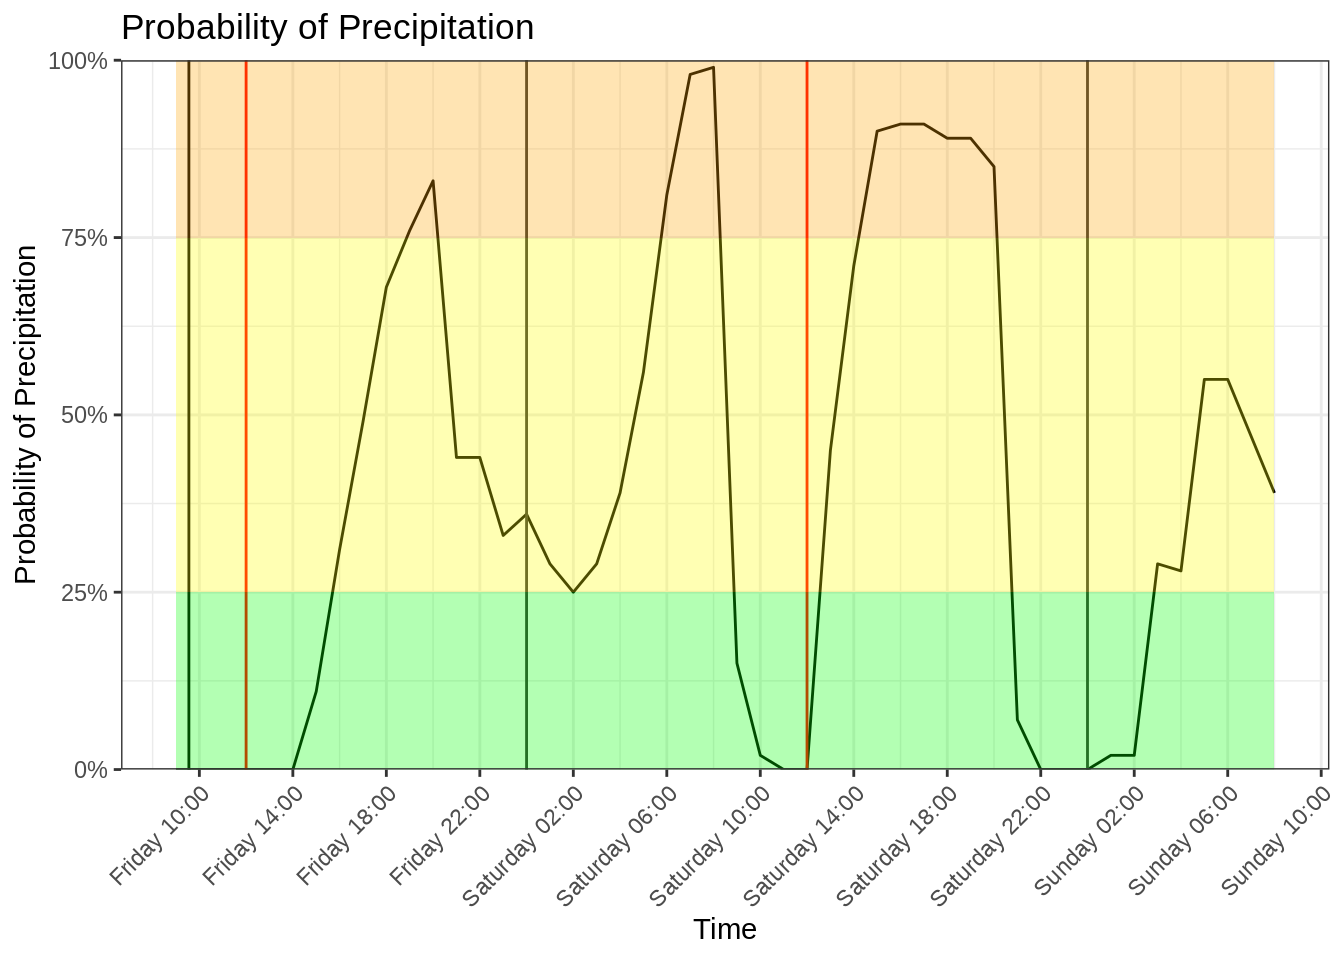 Probability of Precipitation
Probability of Precipitation
100%
75%
50%
25%
0%
Friday 10:00
Friday 14:00
Friday 18:00
Friday 22:00
Saturday 02:00
Saturday 06:00
Saturday 10:00
Saturday 14:00
Saturday 18:00
Saturday 22:00
Sunday 02:00
Sunday 06:00
Sunday 10:00
Time